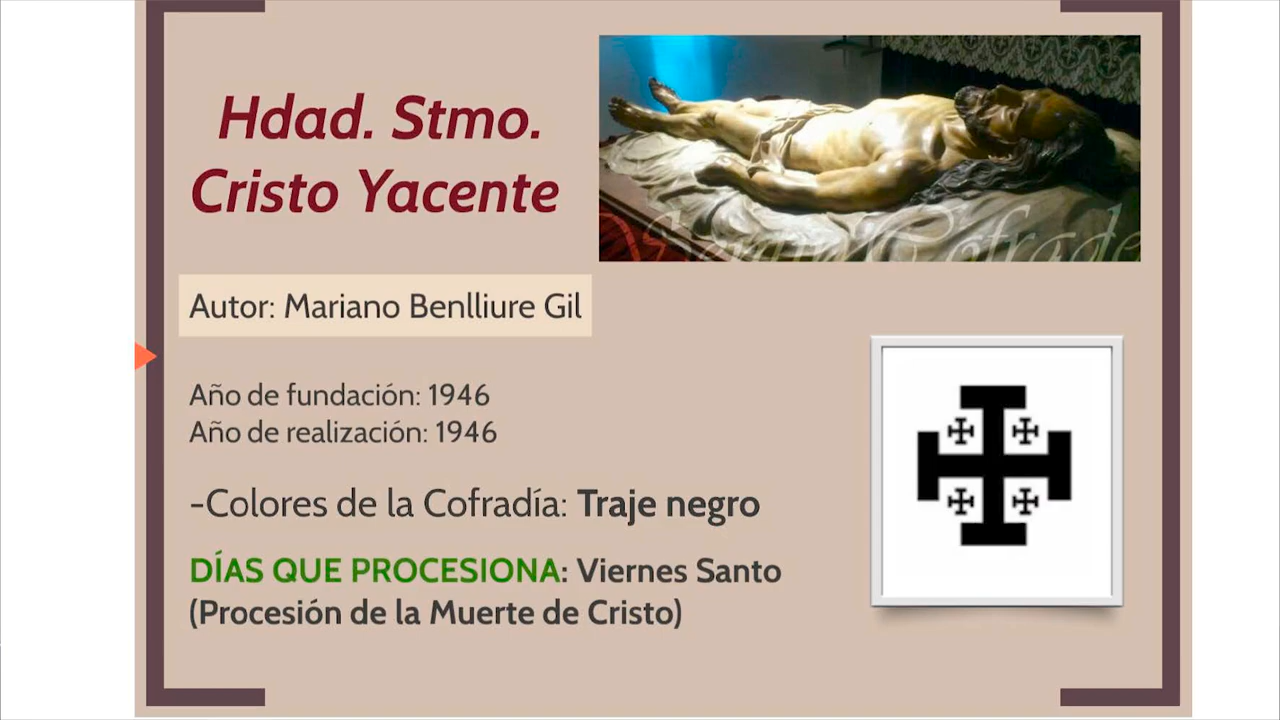 Hdad. Stmo.
Cristo Yacente
Autor: Mariano Benlliure Gil
Año de fundación: 1946
Año de realización: 1946
-Colores de la Cofradía: Traje negro
DÍAS QUE PROCESIONA: Viernes Santo
(Procesión de la Muerte de Cristo)
Cofrade